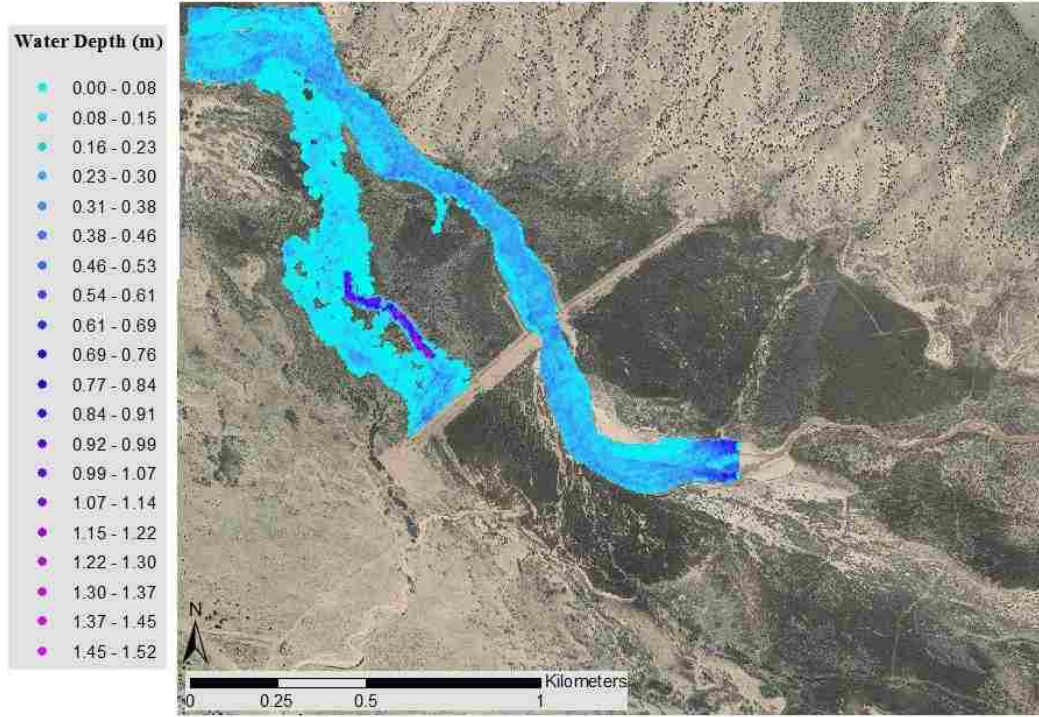 Water Depth (m)
0.00 - 0.08
0.08 - 0.15
0.16 - 0.23
0.23 - 0.30
0.31 - 0.38
0.38 - 0.46
0.46 - 0.53
0.54 - 0.61
0.61 - 0.69
0.69 - 0.76
0.77 - 0.84
0.84 - 0.91
0.92 - 0.99
0.99 - 1.07
1.07 - 1.14
1.15 - 1.22
1.22 - 1.30
1.30 - 1.37
1.37 - 1.45
1.45 - 1.52
N
Kilometers
0 0.25 0.5 1